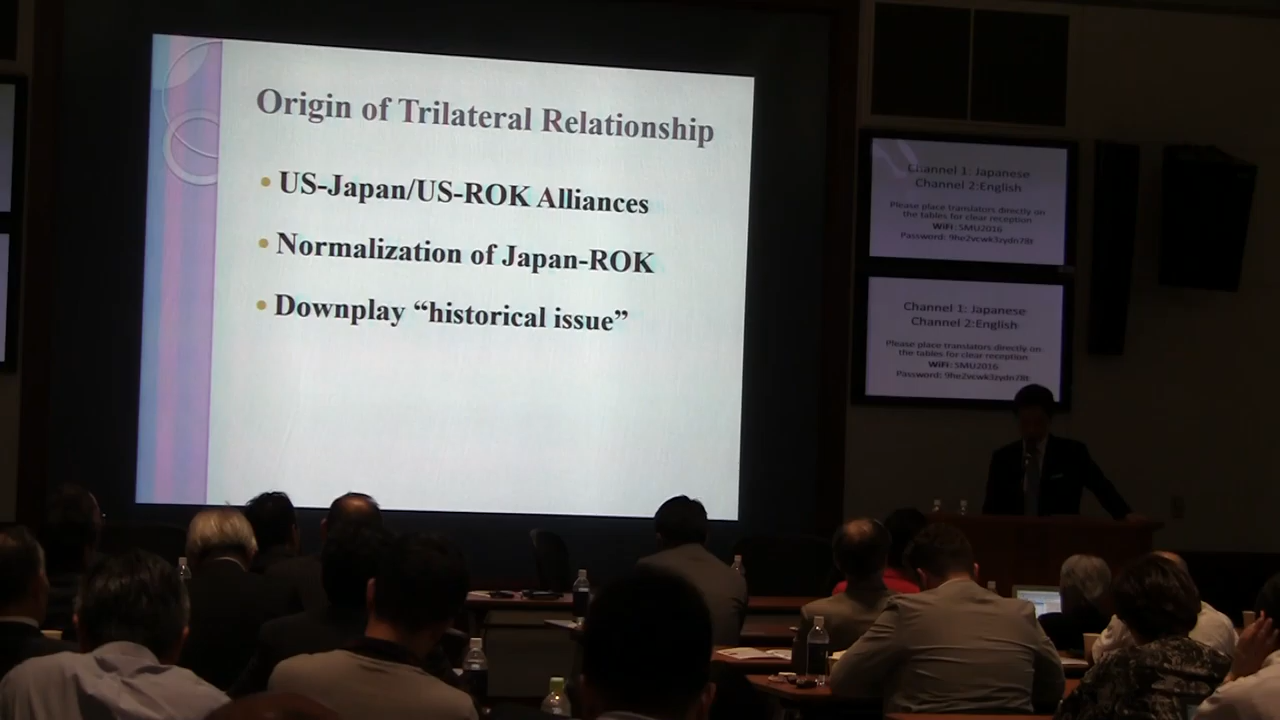 Origin of Trilateral Relationship
US-Japan/US-ROK Alliances
Normalization of Japan-ROK
Downplay “historical issue”
Channel 1: Japanese
Channel 2:English
Please place translators directly on
the tables for clear reception
WiFi: SMU2016
Password:
Channel 1: Japanese
Channel 2:English
Please place translators directly on
the tables for clear reception
WiFi: SMU2016
Password: